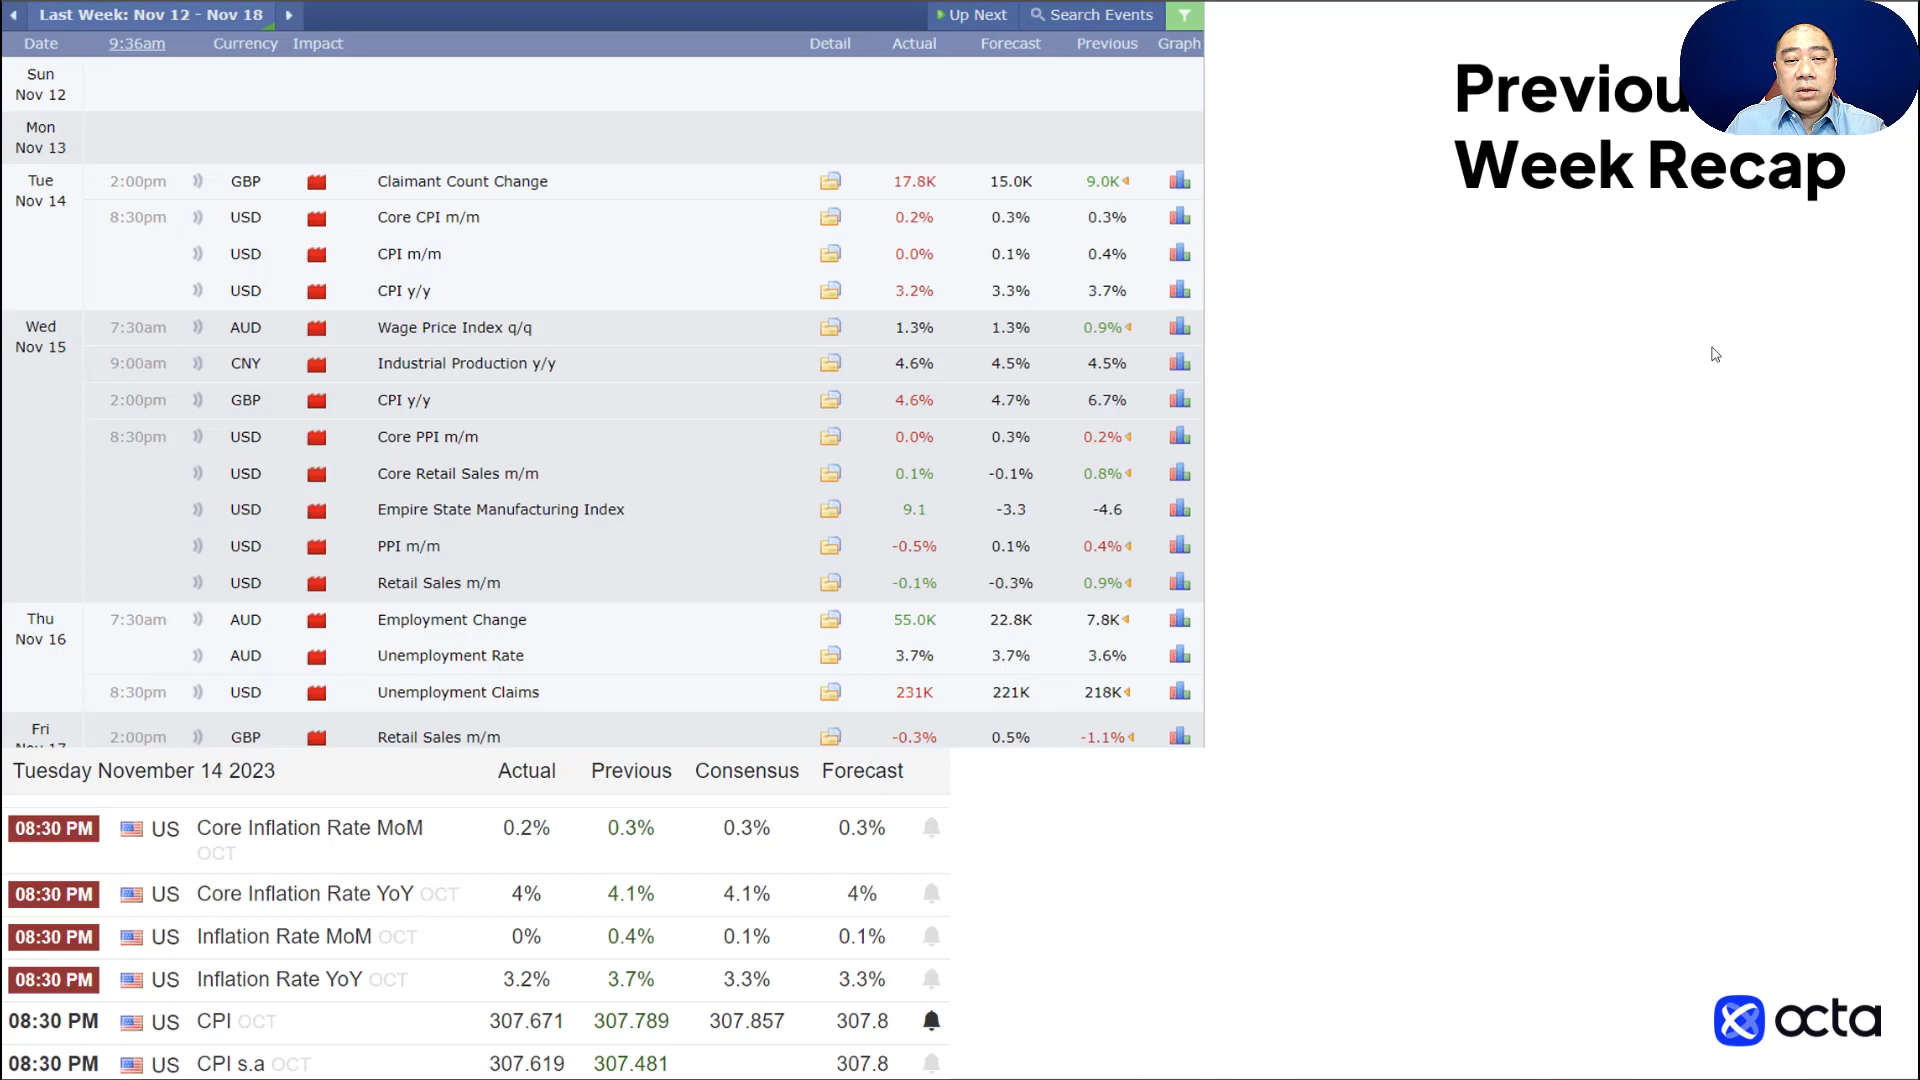 Last Week: Nov 12 - Nov 18 Up Next Search Events
Date 9:36am Currency Impact Detail Actual Forecast Previous Graph
Sun
Nov 12
Mon
Nov 13
Tue
Nov 14
2:00pm GBP Claimant Count Change 17.8K 15.0K 9.0K
8:30pm USD Core CPI m/m 0.2% 0.3% 0.3%
USD CPI m/m 0.0% 0.1% 0.4%
USD CPI y/y 3.2% 3.3% 3.7%
Wed
Nov 15
7:30am AUD Wage Price Index q/q 1.3% 1.3% 0.9%
9:00am CNY Industrial Production y/y 4.6% 4.5% 4.5%
2:00pm GBP CPI y/y 4.6% 4.7% 6.7%
8:30pm USD Core PPI m/m 0.0% 0.3% 0.2%
USD Core Retail Sales m/m 0.1% -0.1% 0.8%
USD Empire State Manufacturing Index 9.1 -3.3 -4.6
USD PPI m/m -0.5% 0.1% 0.4%
USD Retail Sales m/m -0.1% -0.3% 0.9%
Thu
Nov 16
7:30am AUD Employment Change 55.0K 22.8K 7.8K
AUD Unemployment Rate 3.7% 3.7% 3.6%
8:30pm USD Unemployment Claims 231K 221K 218K
Fri
Nov 17
2:00pm GBP Retail Sales m/m -0.3% 0.5% -1.1%
Tuesday November 14 2023 Actual Previous Consensus Forecast
08:30 PM US Core Inflation Rate MoM 0.2% 0.3% 0.3% 0.3%
OCT
08:30 PM US Core Inflation Rate YoY OCT 4% 4.1% 4.1% 4%
08:30 PM US Inflation Rate MoM OCT 0% 0.4% 0.1% 0.1%
08:30 PM US Inflation Rate YoY OCT 3.2% 3.7% 3.3% 3.3%
08:30 PM US CPI OCT 307.671 307.789 307.857 307.8
08:30 PM US CPI s.a OCT 307.619 307.481 307.8
Previou
Week Recap
octa